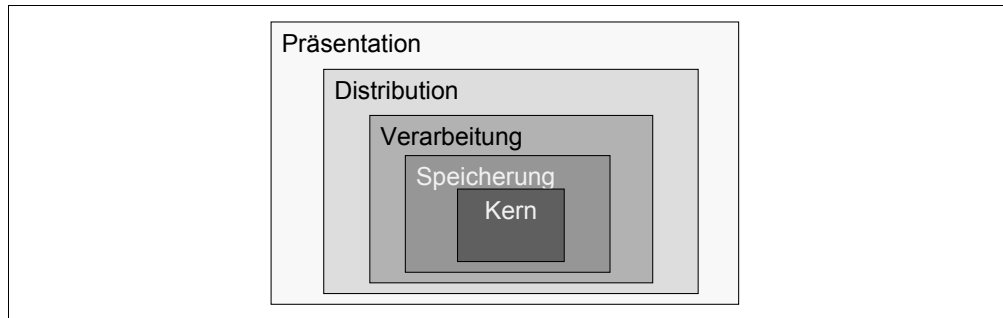 Präsentation
Distribution
Verarbeitung
Speicherung
Kern